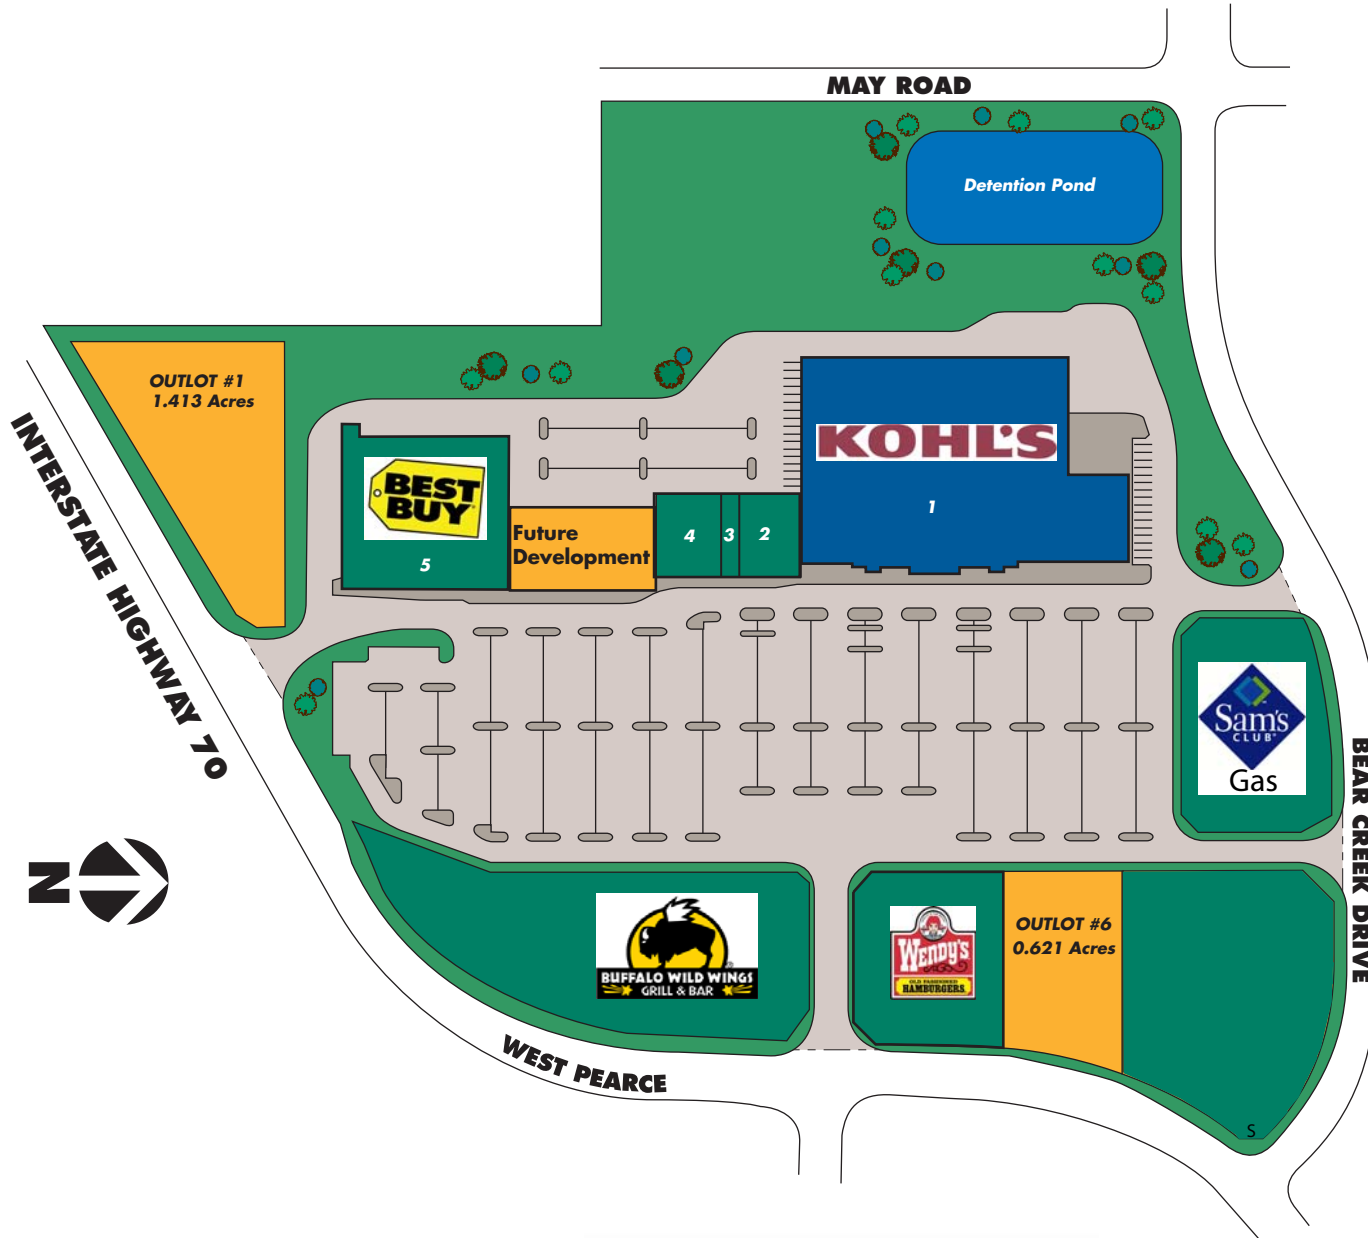 MAY ROAD
Detention Pond
OUTLOT #1
1.413 Acres
INTERSTATE HIGHWAY 70
KOHL'S
1
BEST
BUY
5
Future
Development
4
3
2
Sam's
CLUB
Gas
BEAR CREEK DRIVE
N
BUFFALO WILD WINGS
GRILL & BAR
WENDY'S
OLD FASHIONED
HAMBURGERS
OUTLOT #6
0.621 Acres
WEST PEARCE
S